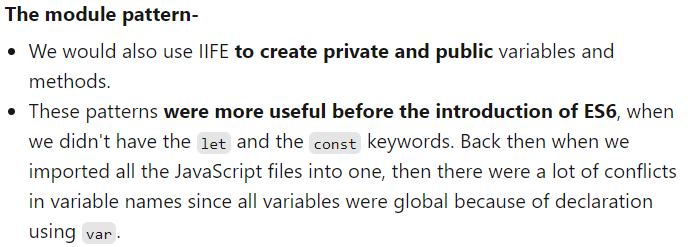 The module pattern-
• We would also use IIFE to create private and public variables and
methods.
• These patterns were more useful before the introduction of ES6, when
we didn't have the let and the const keywords. Back then when we
imported all the JavaScript files into one, then there were a lot of conflicts
in variable names since all variables were global because of declaration
using var.